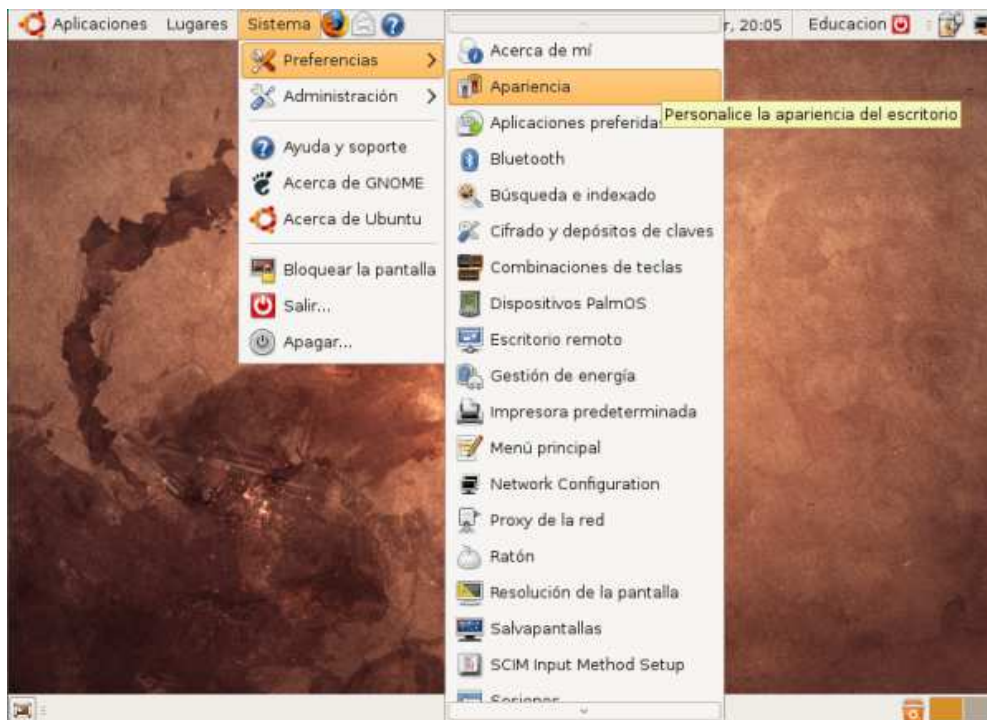 Aplicaciones Lugares Sistema r, 20:05 Educacion
Preferencias
Administración
Ayuda y soporte
Acerca de GNOME
Acerca de Ubuntu
Bloquear la pantalla
Salir...
Apagar...
Acerca de mí
Apariencia
Personalice la apariencia del escritorio
Aplicaciones preferidas
Bluetooth
Búsqueda e indexado
Cifrado y depósitos de claves
Combinaciones de teclas
Dispositivos PalmOS
Escritorio remoto
Gestión de energía
Impresora predeterminada
Menú principal
Network Configuration
Proxy de la red
Ratón
Resolución de la pantalla
Salvapantallas
SCIM Input Method Setup
Sesiones